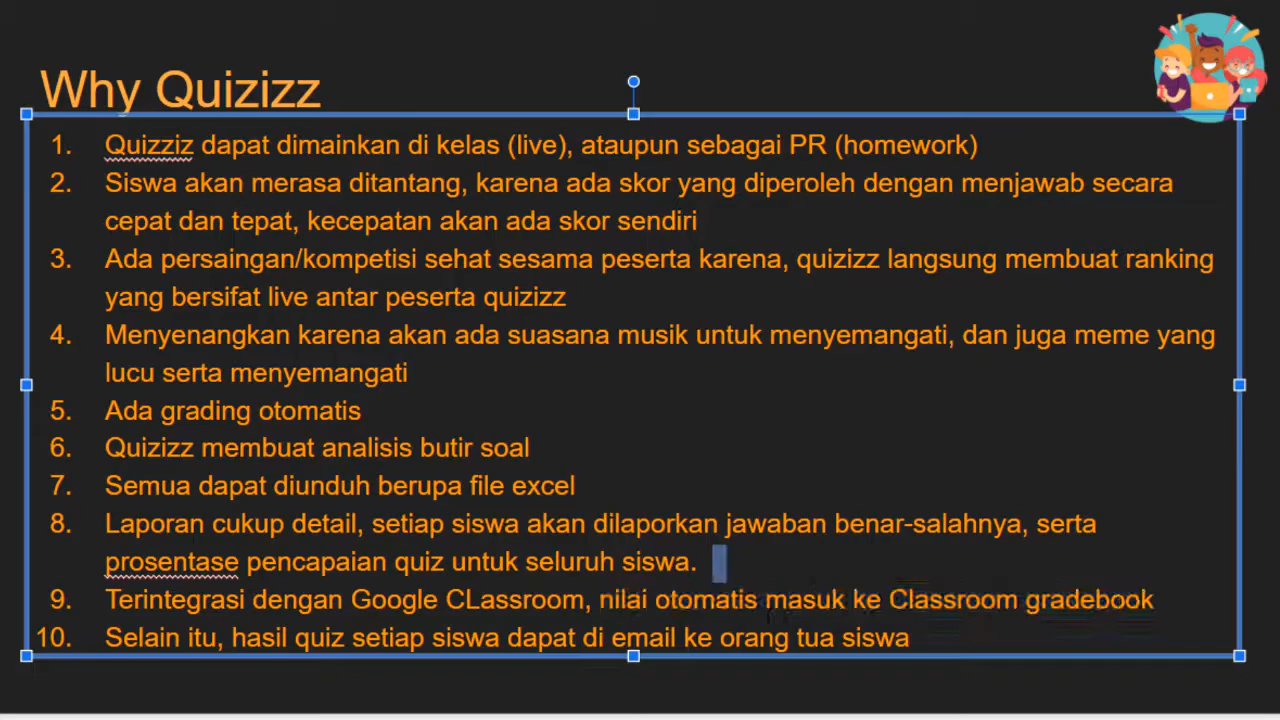 Why Quizizz
1. Quizziz dapat dimainkan di kelas (live), ataupun sebagai PR (homework)
2. Siswa akan merasa ditantang, karena ada skor yang diperoleh dengan menjawab secara
cepat dan tepat, kecepatan akan ada skor sendiri
3. Ada persaingan/kompetisi sehat sesama peserta karena, quizizz langsung membuat ranking
yang bersifat live antar peserta quizizz
4. Menyenangkan karena akan ada suasana musik untuk menyemangati, dan juga meme yang
lucu serta menyemangati
5. Ada grading otomatis
6. Quizizz membuat analisis butir soal
7. Semua dapat diunduh berupa file excel
8. Laporan cukup detail, setiap siswa akan dilaporkan jawaban benar-salahnya, serta
prosentase pencapaian quiz untuk seluruh siswa.
9. Terintegrasi dengan Google CLassroom, nilai otomatis masuk ke Classroom gradebook
10. Selain itu, hasil quiz setiap siswa dapat di email ke orang tua siswa